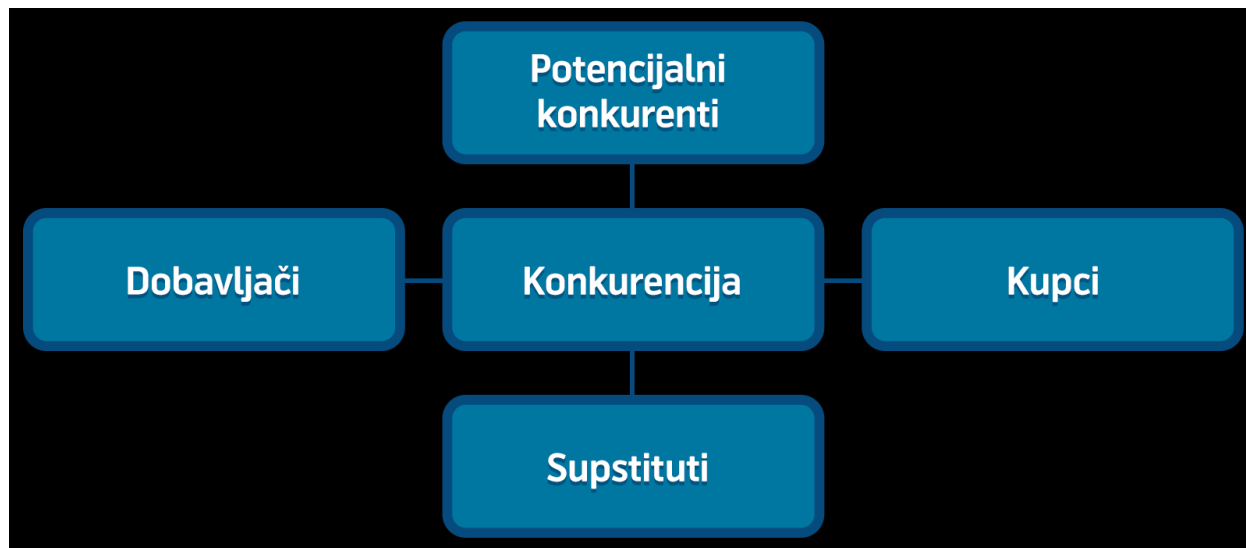 Potencijalni
konkurenti
Dobavljači
Konkurencija
Kupci
Supstituti